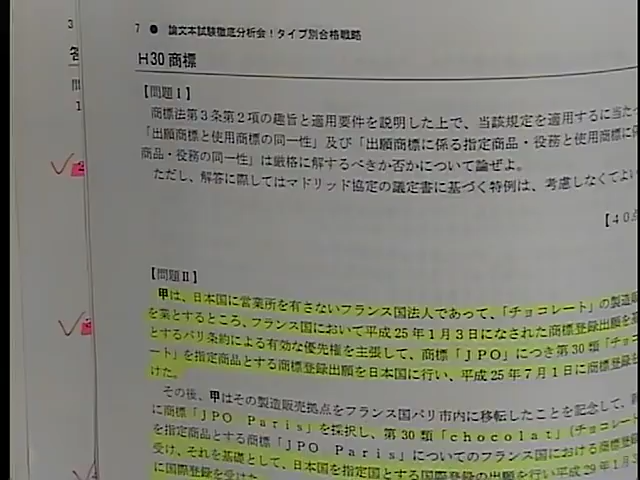 7 ● 論文本試験徹底分析会!タイプ別合格戦略
H30 商標
【問題Ⅰ】
商標法第3条第2項の趣旨と適用要件を説明した上で、当該規定を適用するに当た
「出願商標と使用商標の同一性」及び「出願商標に係る指定商品・役務と使用商標に
商品・役務の同一性」は厳格に解するべきか否かについて論ぜよ。
ただし、解答に際してはマドリッド協定の議定書に基づく特例は、考慮しなくてよい
【40点
【問題Ⅱ】
甲は、日本国に営業所を有さないフランス国法人であって、「チョコレート」の製造
を業とするところ、フランス国において平成25年1月3日になされた商標登録出願を基
とするパリ条約による有効な優先権を主張して、商標「JPO」につき第30類「チョコ
ート」を指定商品とする商標登録出願を日本国に行い、平成25年7月1日に商標登録
けた。
その後、甲はその製造販売拠点をフランス国パリ市内に移転したことを記念して、
に商標「JPO Paris」を採択し、第30類「chocolat」(チョコレート
を指定商品とする商標「JPO Paris」についてのフランス国における商標登
受け、それを基礎として、日本国を指定国とする国際登録の出願を行い平成29年1月3
に国際登録を受けた
3
答
問
1